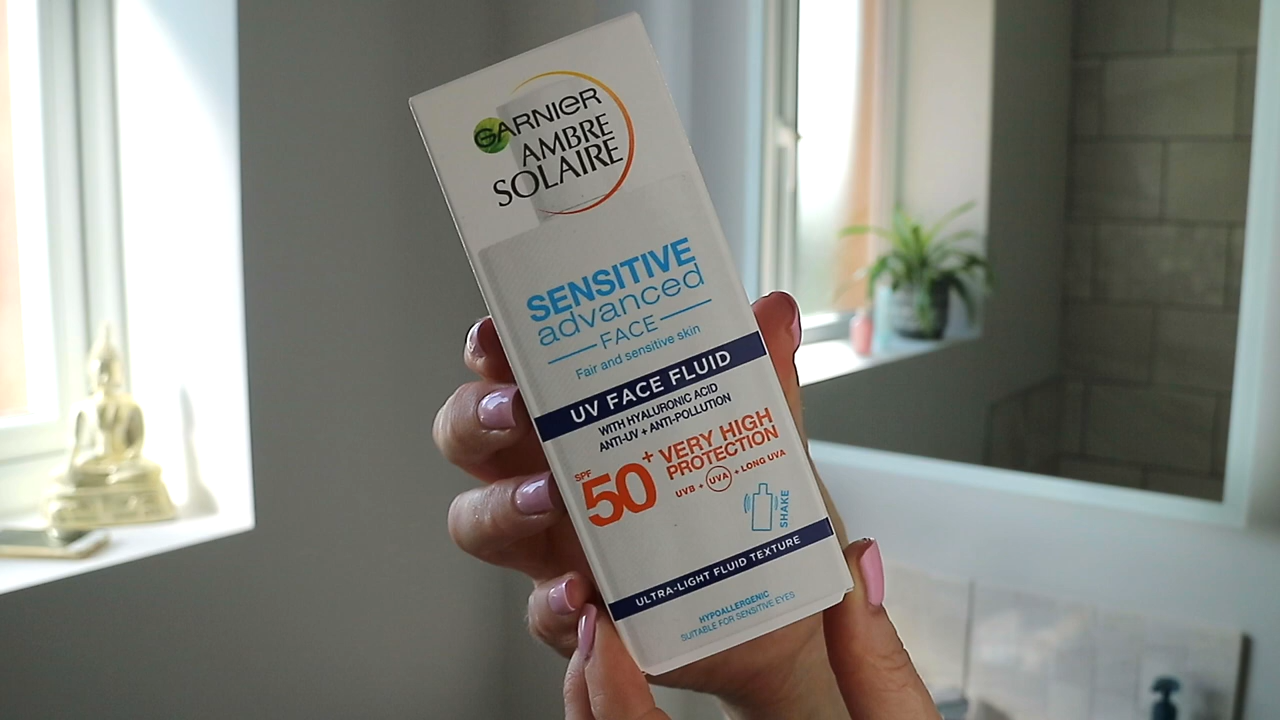 GARNIER
AMBRE
SOLAIRE
SENSITIVE
advanced
FACE
Fair and sensitive skin
UV FACE FLUID
WITH HYALURONIC ACID
ANTI-UV + ANTI-POLLUTION
SPF 50+ VERY HIGH
PROTECTION
UVB + UVA + LONG UVA
SHAKE
ULTRA-LIGHT FLUID TEXTURE
HYPOALLERGENIC
SUITABLE FOR SENSITIVE EYES